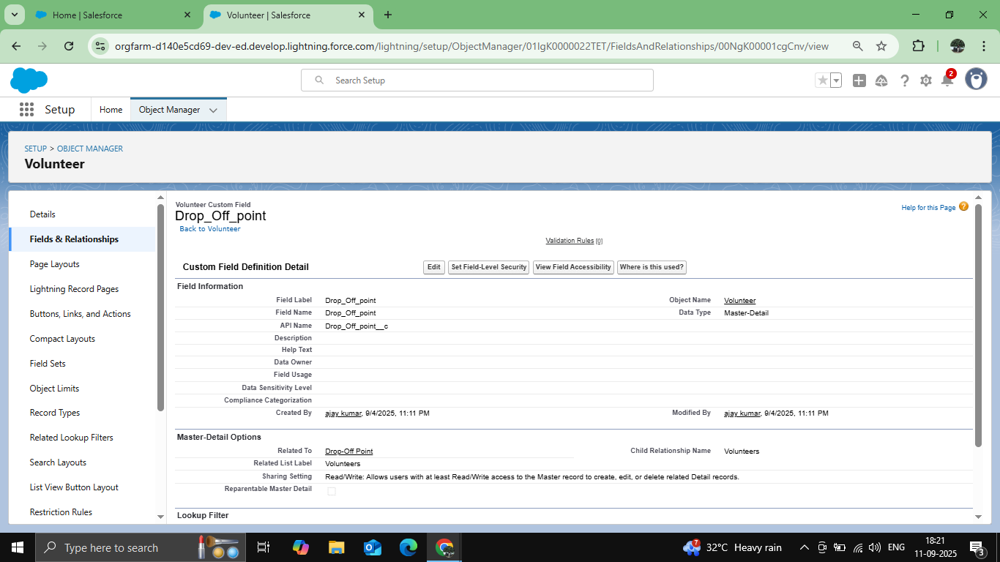 Home | Salesforce
Volunteer | Salesforce
orgfarm-d140e5cd69-dev-ed.develop.lightning.force.com/lightning/setup/ObjectManager/01IgK0000022TET/FieldsAndRelationships/00NgK00001cgCnv/view
Search Setup
2
Setup
Home
Object Manager
SETUP > OBJECT MANAGER
Volunteer
Details
Fields & Relationships
Page Layouts
Lightning Record Pages
Buttons, Links, and Actions
Compact Layouts
Field Sets
Object Limits
Record Types
Related Lookup Filters
Search Layouts
List View Button Layout
Restriction Rules
Volunteer Custom Field
Drop_Off_point
Back to Volunteer
Help for this Page ?
Validation Rules [0]
Custom Field Definition Detail
Edit
Set Field-Level Security
View Field Accessibility
Where is this used?
Field Information
Field Label Drop_Off_point Object Name Volunteer
Field Name Drop_Off_point Data Type Master-Detail
API Name Drop_Off_point__c
Description
Help Text
Data Owner
Field Usage
Data Sensitivity Level
Compliance Categorization
Created By ajay kumar, 9/4/2025, 11:11 PM Modified By ajay kumar, 9/4/2025, 11:11 PM
Master-Detail Options
Related To Drop-Off Point Child Relationship Name Volunteers
Related List Label Volunteers
Sharing Setting Read/Write: Allows users with at least Read/Write access to the Master record to create, edit, or delete related Detail records.
Reparentable Master Detail
Lookup Filter
Type here to search
7
32°C Heavy rain
ENG
18:21
11-09-2025
3